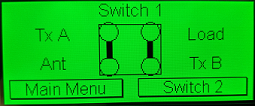 Switch 1
Tx A Load
Ant Tx B
Main Menu Switch 2